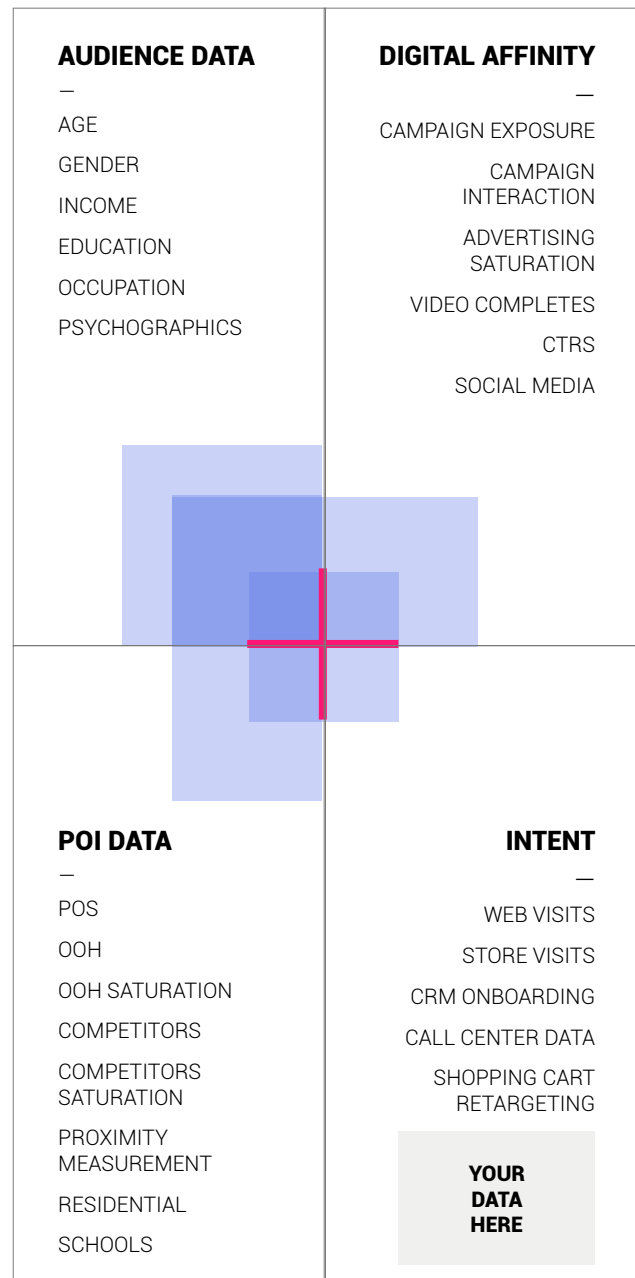 AUDIENCE DATA
—
AGE
GENDER
INCOME
EDUCATION
OCCUPATION
PSYCHOGRAPHICS
DIGITAL AFFINITY
—
CAMPAIGN EXPOSURE
CAMPAIGN
INTERACTION
ADVERTISING
SATURATION
VIDEO COMPLETES
CTRS
SOCIAL MEDIA
POI DATA
—
POS
OOH
OOH SATURATION
COMPETITORS
COMPETITORS
SATURATION
PROXIMITY
MEASUREMENT
RESIDENTIAL
SCHOOLS
INTENT
—
WEB VISITS
STORE VISITS
CRM ONBOARDING
CALL CENTER DATA
SHOPPING CART
RETARGETING
YOUR
DATA
HERE